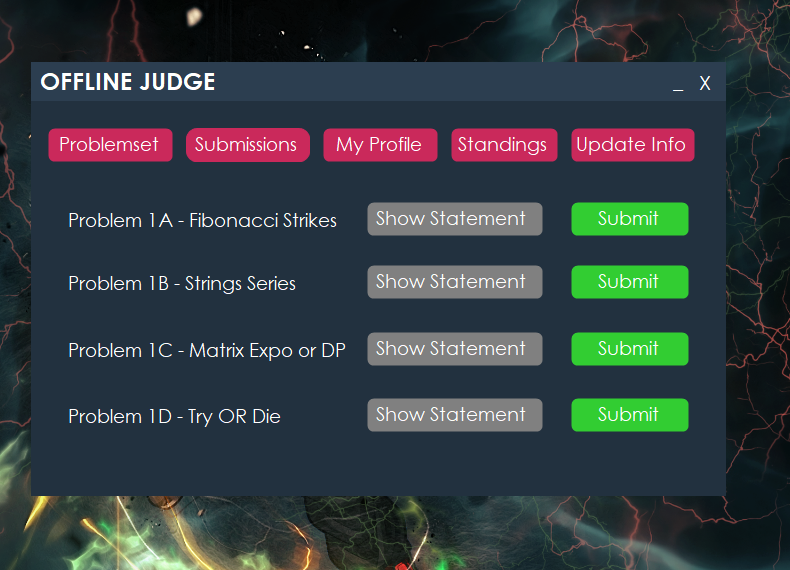 OFFLINE JUDGE _ X
Problemset Submissions My Profile Standings Update Info
Problem 1A - Fibonacci Strikes Show Statement Submit
Problem 1B - Strings Series Show Statement Submit
Problem 1C - Matrix Expo or DP Show Statement Submit
Problem 1D - Try OR Die Show Statement Submit